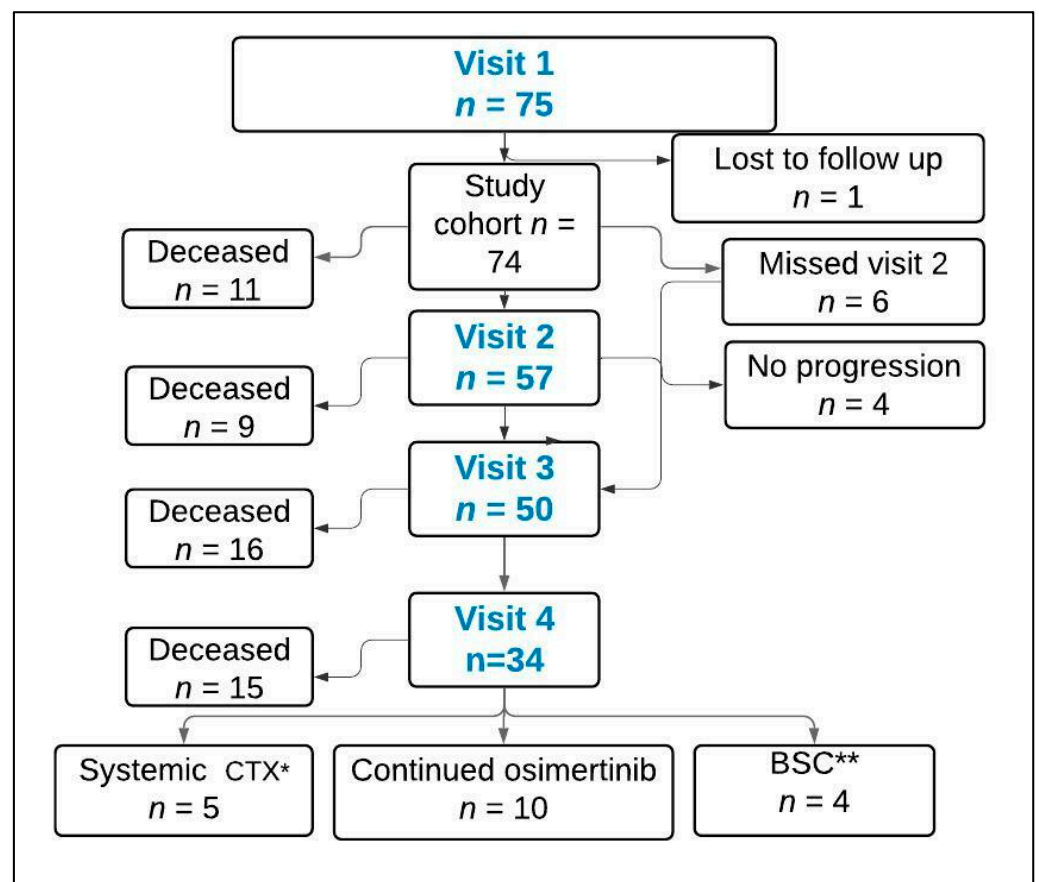 Visit 1
n = 75
Lost to follow up
n = 1
Study
cohort n =
74
Deceased
n = 11
Missed visit 2
n = 6
Visit 2
n = 57
No progression
n = 4
Deceased
n = 9
Visit 3
n = 50
Deceased
n = 16
Visit 4
n=34
Deceased
n = 15
Systemic CTX*
n = 5
Continued osimertinib
n = 10
BSC**
n = 4